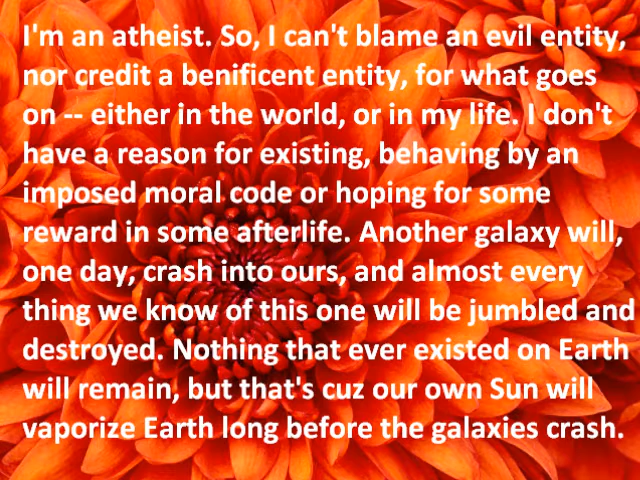 I'm an atheist. So, I can't blame an evil entity,
nor credit a benificent entity, for what goes
on -- either in the world, or in my life. I don't
have a reason for existing, behaving by an
imposed moral code or hoping for some
reward in some afterlife. Another galaxy will,
one day, crash into ours, and almost every
thing we know of this one will be jumbled and
destroyed. Nothing that ever existed on Earth
will remain, but that's cuz our own Sun will
vaporize Earth long before the galaxies crash.